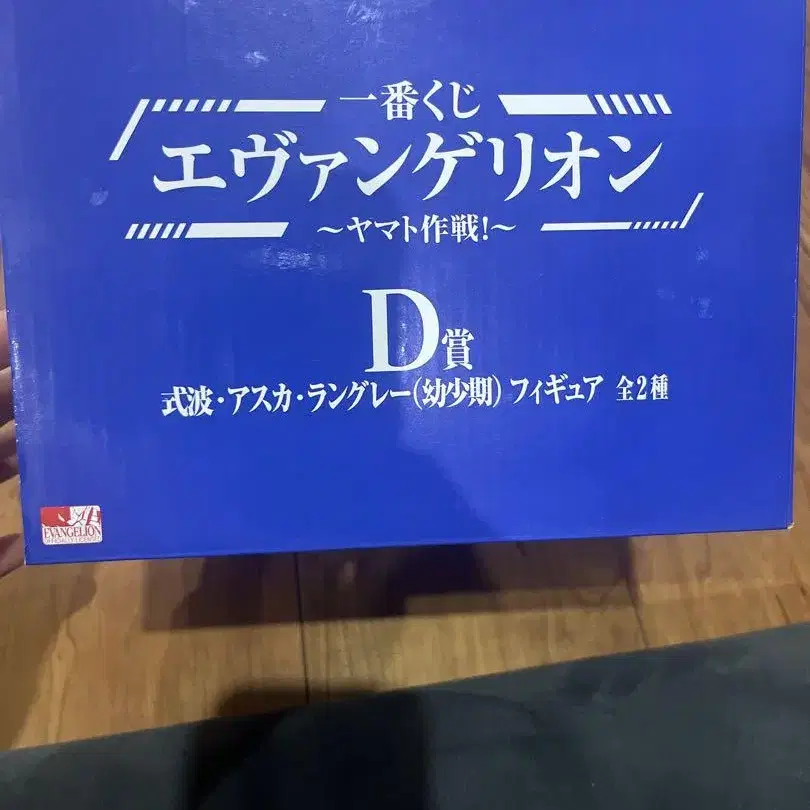 一番くじ
エヴァンゲリオン
～ヤマト作戦!～
D賞
式波・アスカ・ラングレー(幼少期) フィギュア 全2種
EVANGELION